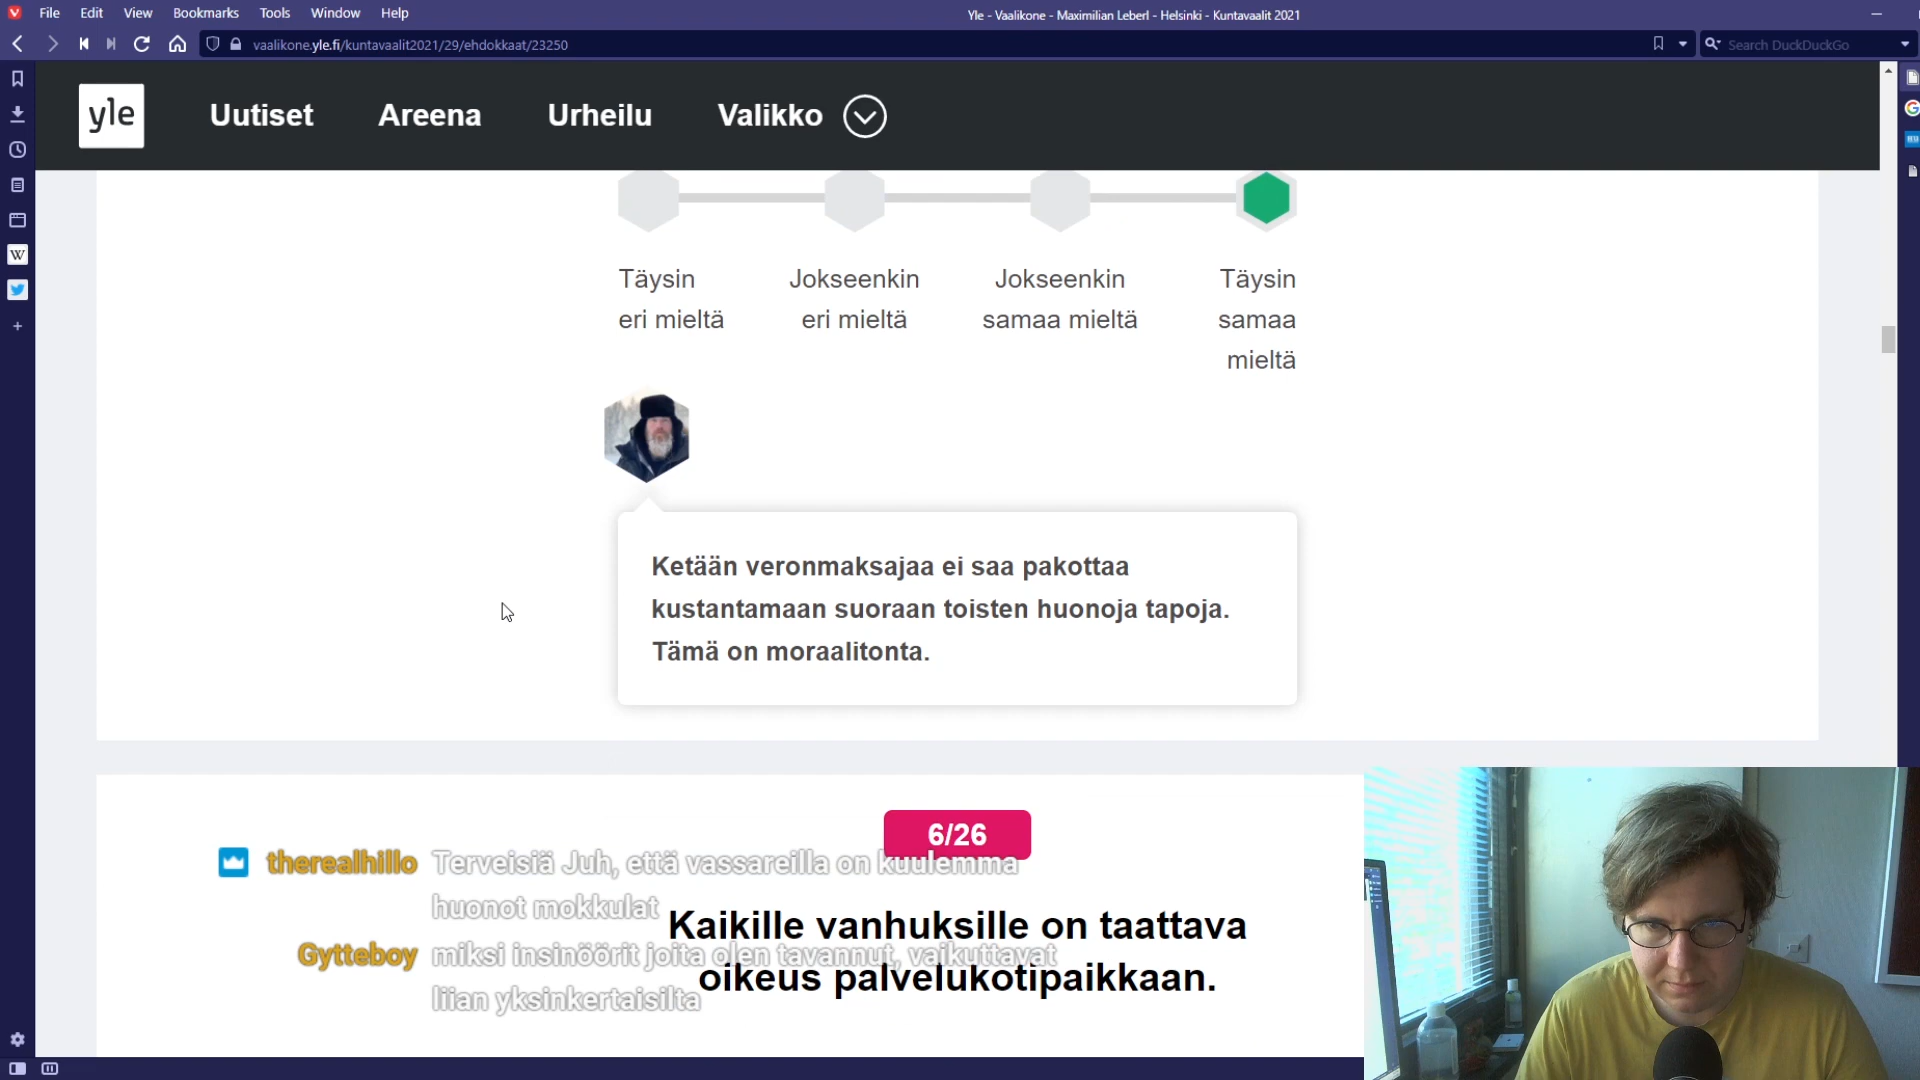 File Edit View Bookmarks Tools Window Help
Yle - Vaalikone - Maximilian Leberl - Helsinki - Kuntavaalit 2021
vaalikone.yle.fi/kuntavaalit2021/29/ehdokkaat/23250
Search DuckDuckGo
yle Uutiset Areena Urheilu Valikko
Täysin eri mieltä
Jokseenkin eri mieltä
Jokseenkin samaa mieltä
Täysin samaa mieltä
Ketään veronmaksajaa ei saa pakottaa
kustantamaan suoraan toisten huonoja tapoja.
Tämä on moraalitonta.
6/26
therealhillo Terveisiä Juh, että vassareilla on kuulemma
huonot mokkulat
Kaikille vanhuksille on taattava
Gytteboy miksi insinöörit joita olen tavannut, vaikuttavat
oikeus palvelukotipaikkaan.
liian yksinkertaisilta
W